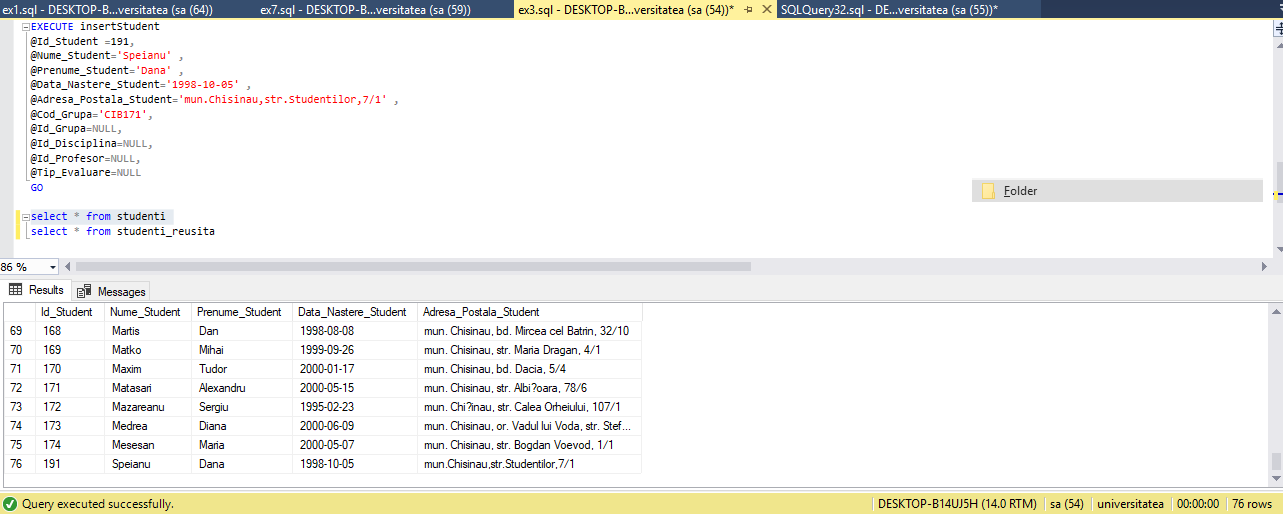 ex1.sql - DESKTOP-B...versitatea (sa (64)) ex7.sql - DESKTOP-B...versitatea (sa (59)) ex3.sql - DESKTOP-B...versitatea (sa (54))* SQLQuery32.sql - DE...versitatea (sa (55))*
EXECUTE insertStudent
@Id_Student =191,
@Nume_Student='Speianu' ,
@Prenume_Student='Dana' ,
@Data_Nastere_Student='1998-10-05' ,
@Adresa_Postala_Student='mun.Chisinau,str.Studentilor,7/1' ,
@Cod_Grupa='CIB171',
@Id_Grupa=NULL,
@Id_Disciplina=NULL,
@Id_Profesor=NULL,
@Tip_Evaluare=NULL
GO
Folder
select * from studenti
select * from studenti_reusita
86 %
Results Messages
Id_Student Nume_Student Prenume_Student Data_Nastere_Student Adresa_Postala_Student
69 168 Martis Dan 1998-08-08 mun. Chisinau, bd. Mircea cel Batrin, 32/10
70 169 Matko Mihai 1999-09-26 mun. Chisinau, str. Maria Dragan, 4/1
71 170 Maxim Tudor 2000-01-17 mun. Chisinau, bd. Dacia, 5/4
72 171 Matasari Alexandru 2000-05-15 mun. Chisinau, str. Albi?oara, 78/6
73 172 Mazareanu Sergiu 1995-02-23 mun. Chi?inau, str. Calea Orheiului, 107/1
74 173 Medrea Diana 2000-06-09 mun. Chisinau, or. Vadul lui Voda, str. Stef...
75 174 Mesesan Maria 2000-05-07 mun. Chisinau, str. Bogdan Voevod, 1/1
76 191 Speianu Dana 1998-10-05 mun.Chisinau,str.Studentilor,7/1
Query executed successfully. DESKTOP-B14UJ5H (14.0 RTM) sa (54) universitatea 00:00:00 76 rows